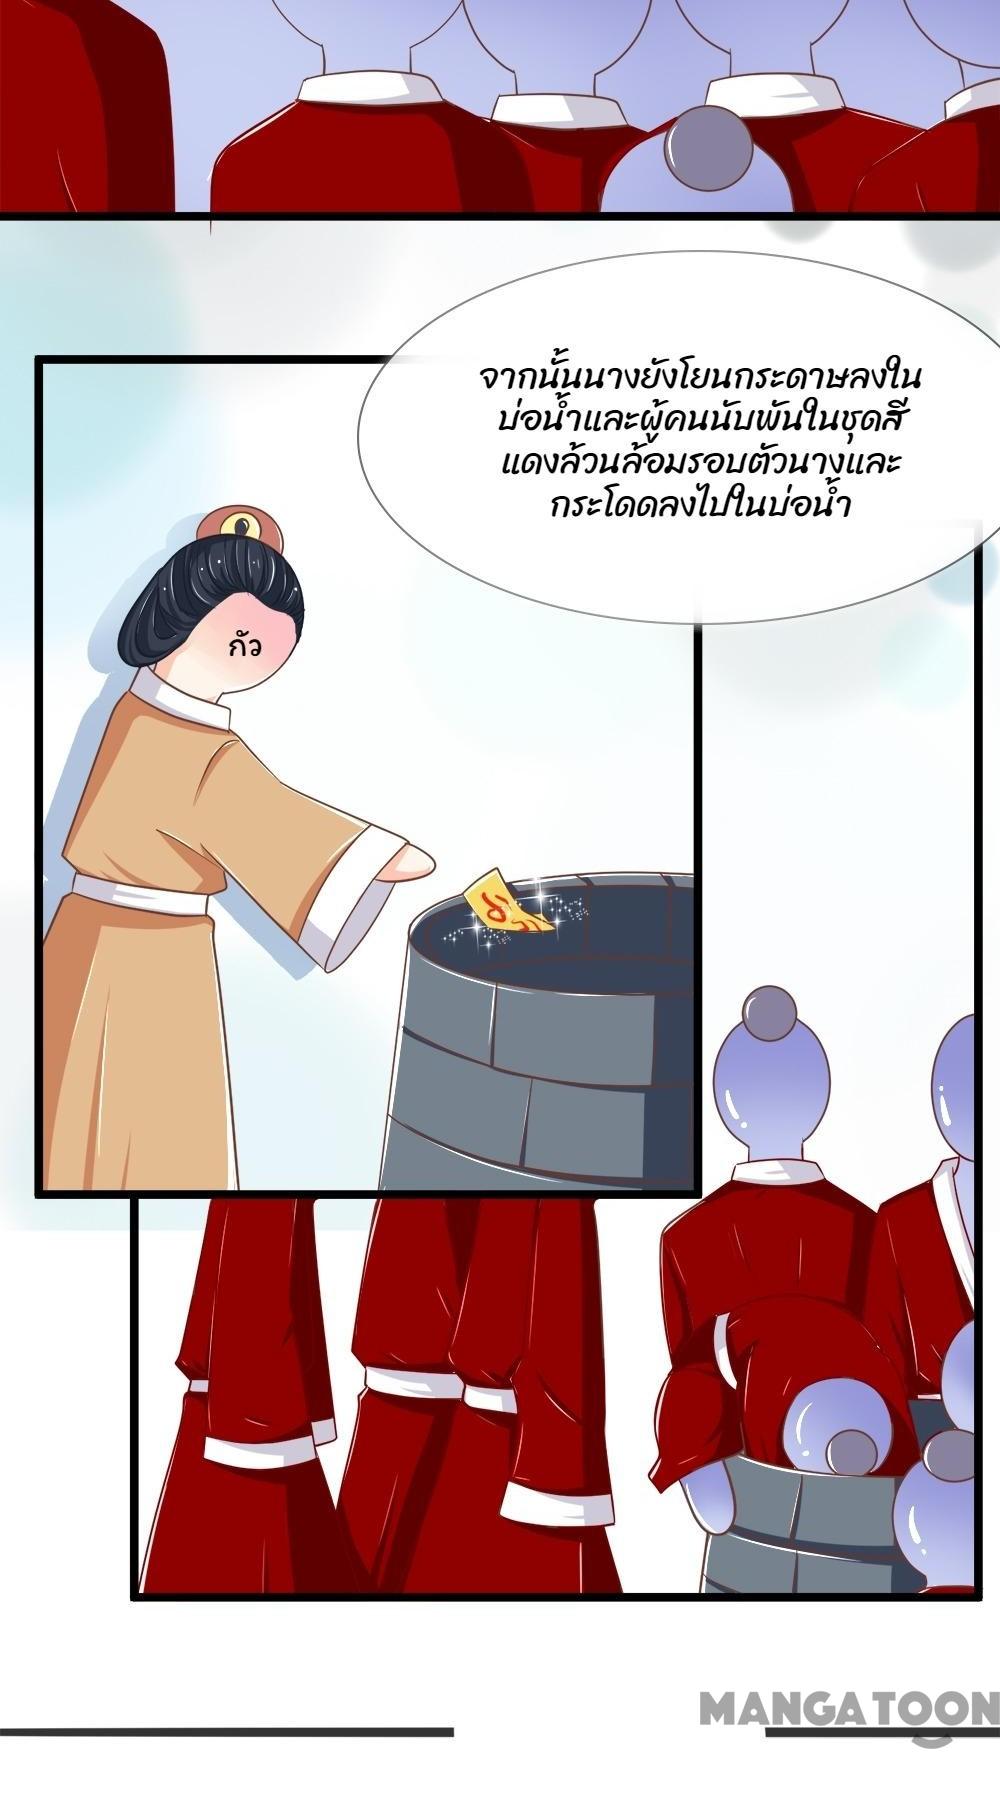 จากนั้นนางยังโยนกระดาษลงใน
บ่อน้ำและผู้คนนับพันในชุดสี
แดงล้วนล้อมรอบตัวนางและ
กระโดดลงไปในบ่อน้ำ
กัว
MANGATOON